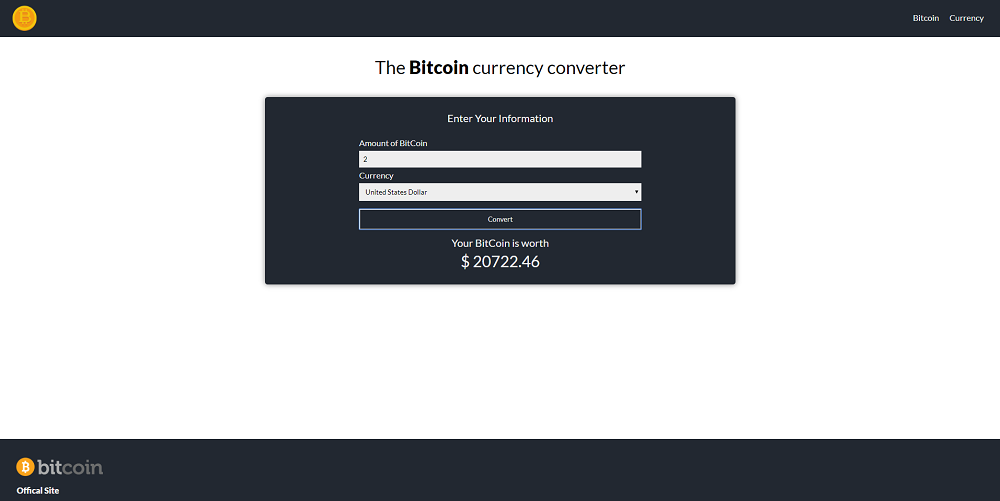 Bitcoin Currency
The Bitcoin currency converter
Enter Your Information
Amount of BitCoin
2
Currency
United States Dollar
Convert
Your BitCoin is worth
$ 20722.46
bitcoin
Offical Site